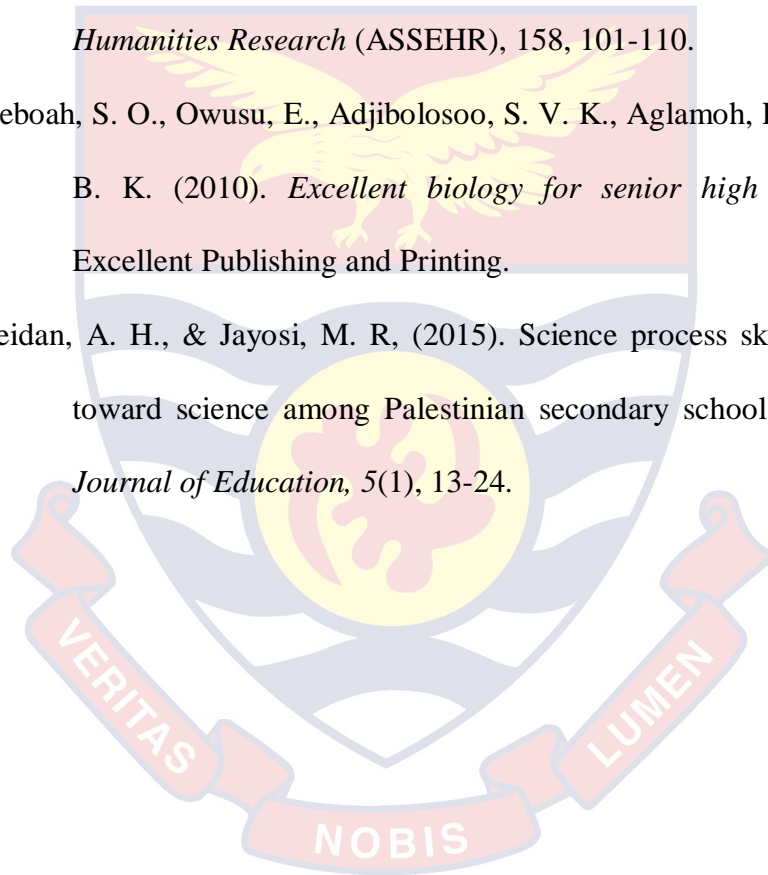 Humanities Research (ASSEHR), 158, 101-110.
eboah, S. O., Owusu, E., Adjibolosoo, S. V. K., Aglamoh,
B. K. (2010). Excellent biology for senior high
Excellent Publishing and Printing.
eidan, A. H., & Jayosi, M. R, (2015). Science process sk
toward science among Palestinian secondary school
Journal of Education, 5(1), 13-24.
VERITAS
NOBIS
LUMEN